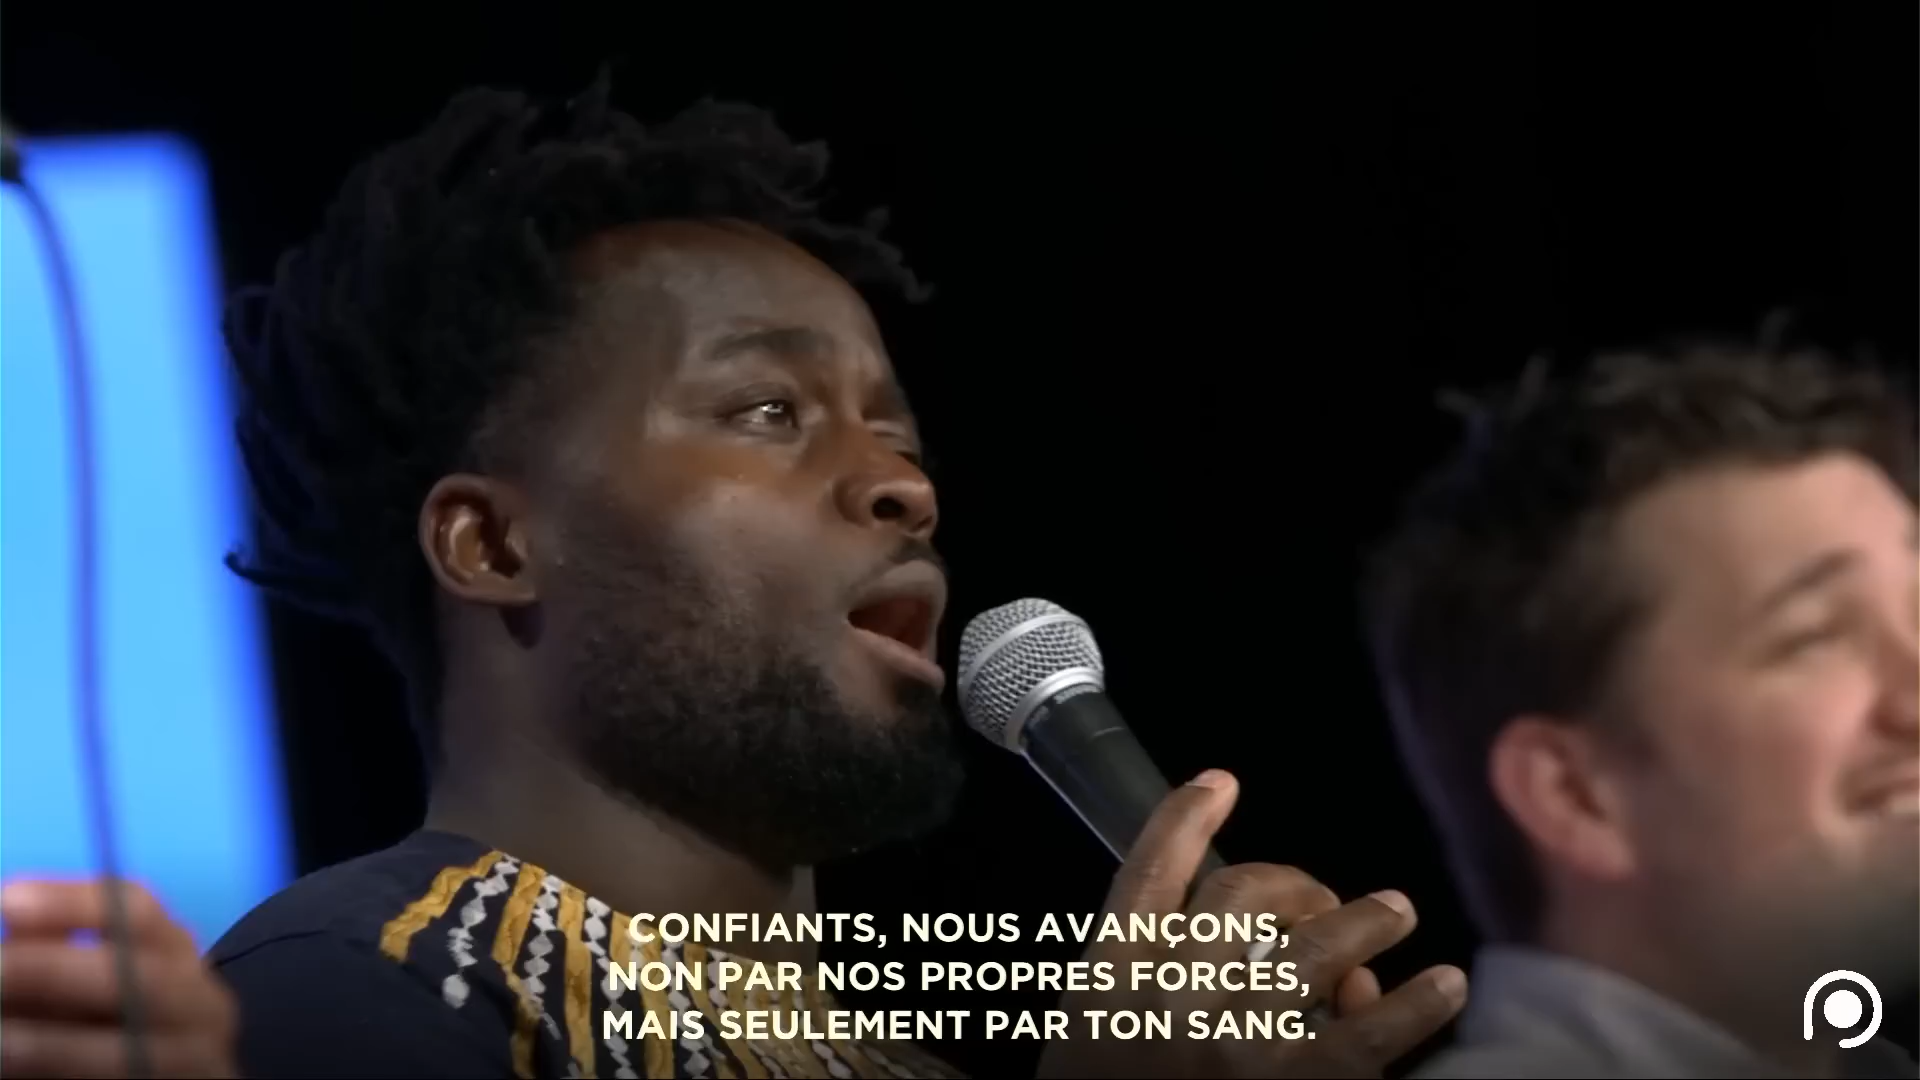 CONFIANTS, NOUS AVANÇONS,
NON PAR NOS PROPRES FORCES,
MAIS SEULEMENT PAR TON SANG.